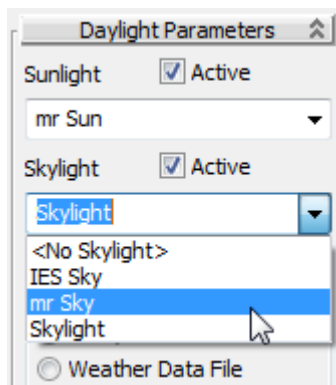 Daylight Parameters
Sunlight Active
mr Sun
Skylight Active
Skylight
<No Skylight>
IES Sky
mr Sky
Skylight
Weather Data File